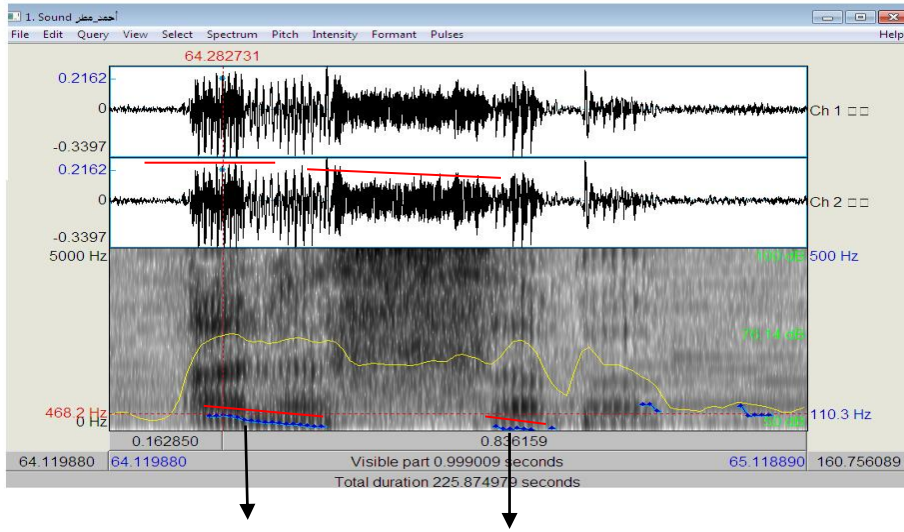 1. Sound أحمد_مطر
File Edit Query View Select Spectrum Pitch Intensity Formant Pulses Help
64.282731
0.2162
0
-0.3397
Ch 1
0.2162
0
-0.3397
Ch 2
5000 Hz
500 Hz
468.2 Hz
0 Hz
110.3 Hz
0.162850 0.836159
64.119880 64.119880 Visible part 0.999009 seconds 65.118890 160.756089
Total duration 225.874979 seconds